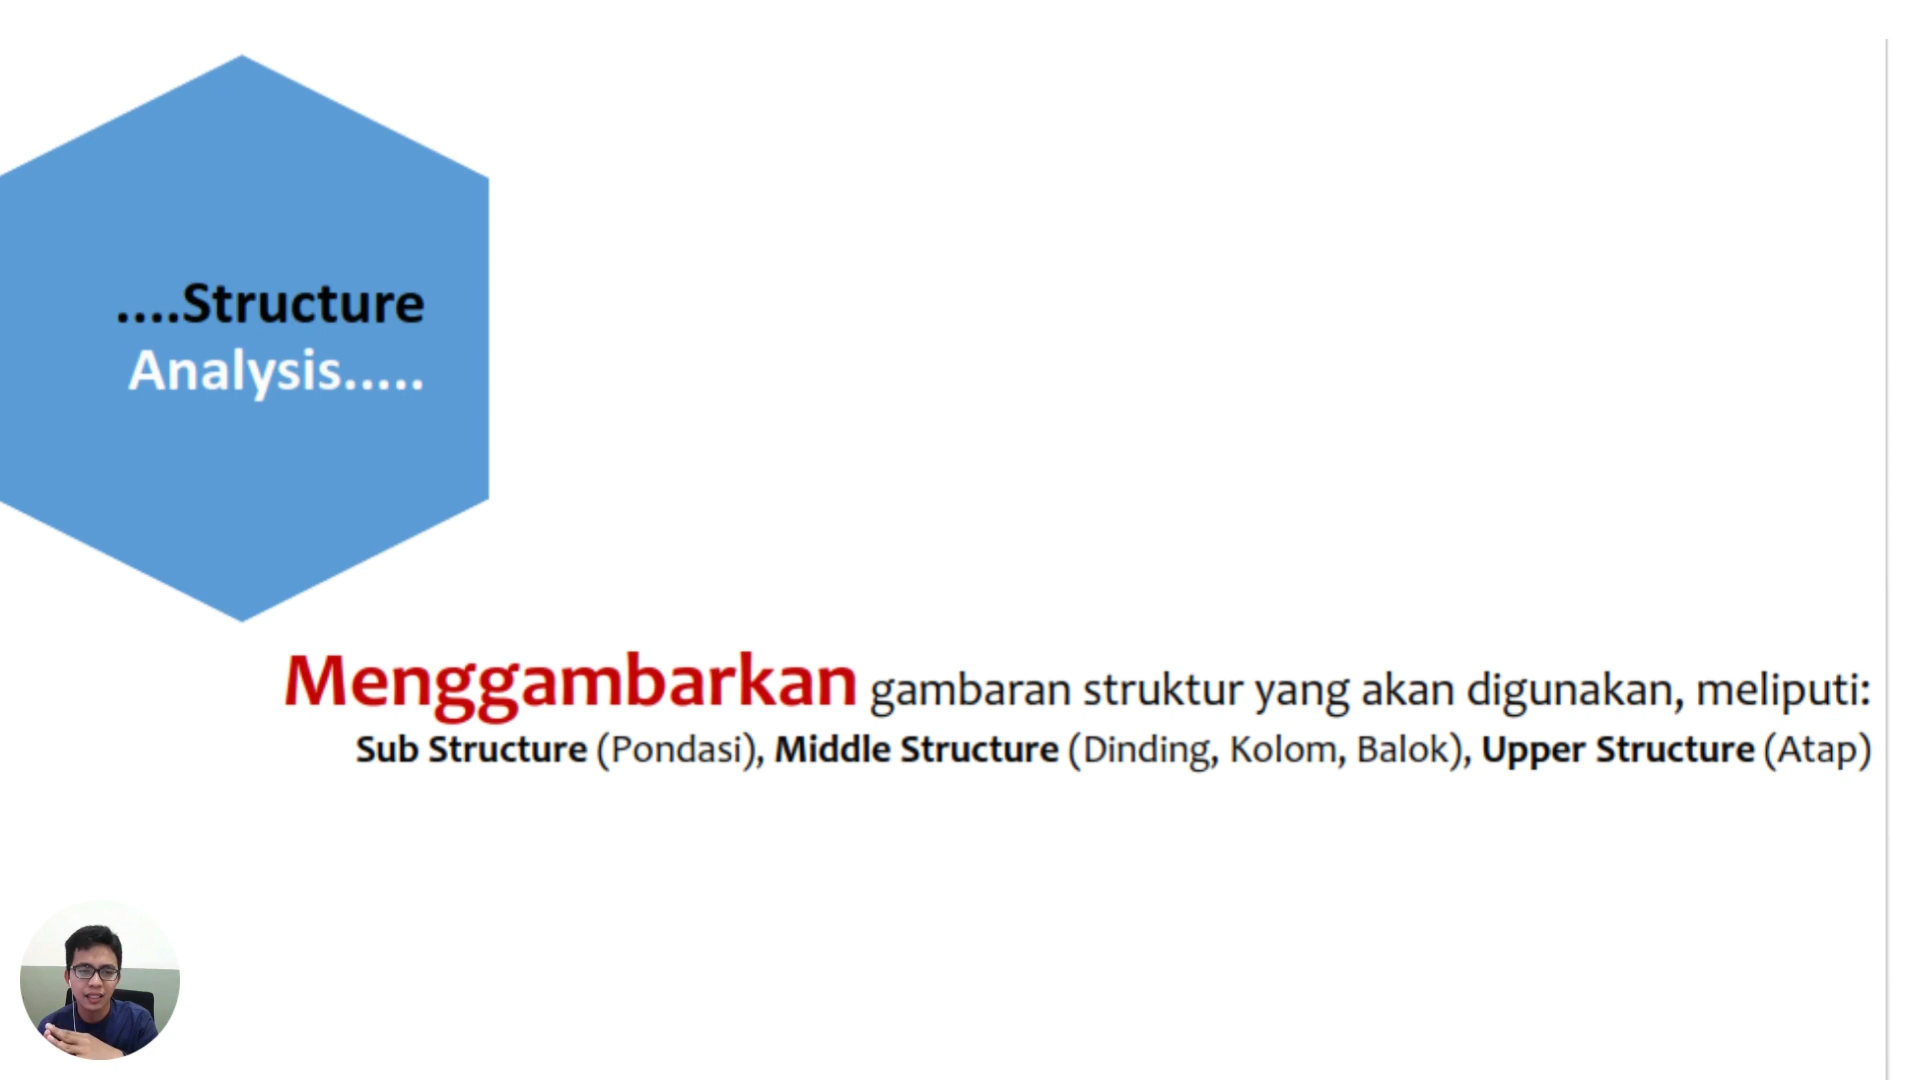 ....Structure
Analysis.....
Menggambarkan gambaran struktur yang akan digunakan, meliputi:
Sub Structure (Pondasi), Middle Structure (Dinding, Kolom, Balok), Upper Structure (Atap)